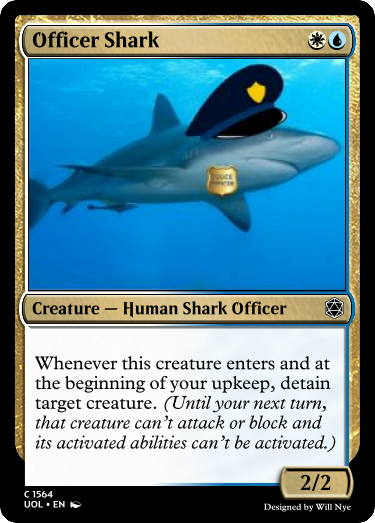 Officer Shark
POLICE
OFFICER
Creature — Human Shark Officer
Whenever this creature enters and at
the beginning of your upkeep, detain
target creature. (Until your next turn,
that creature can't attack or block and
its activated abilities can't be activated.)
2/2
C 1564
UOL • EN
Designed by Will Nye